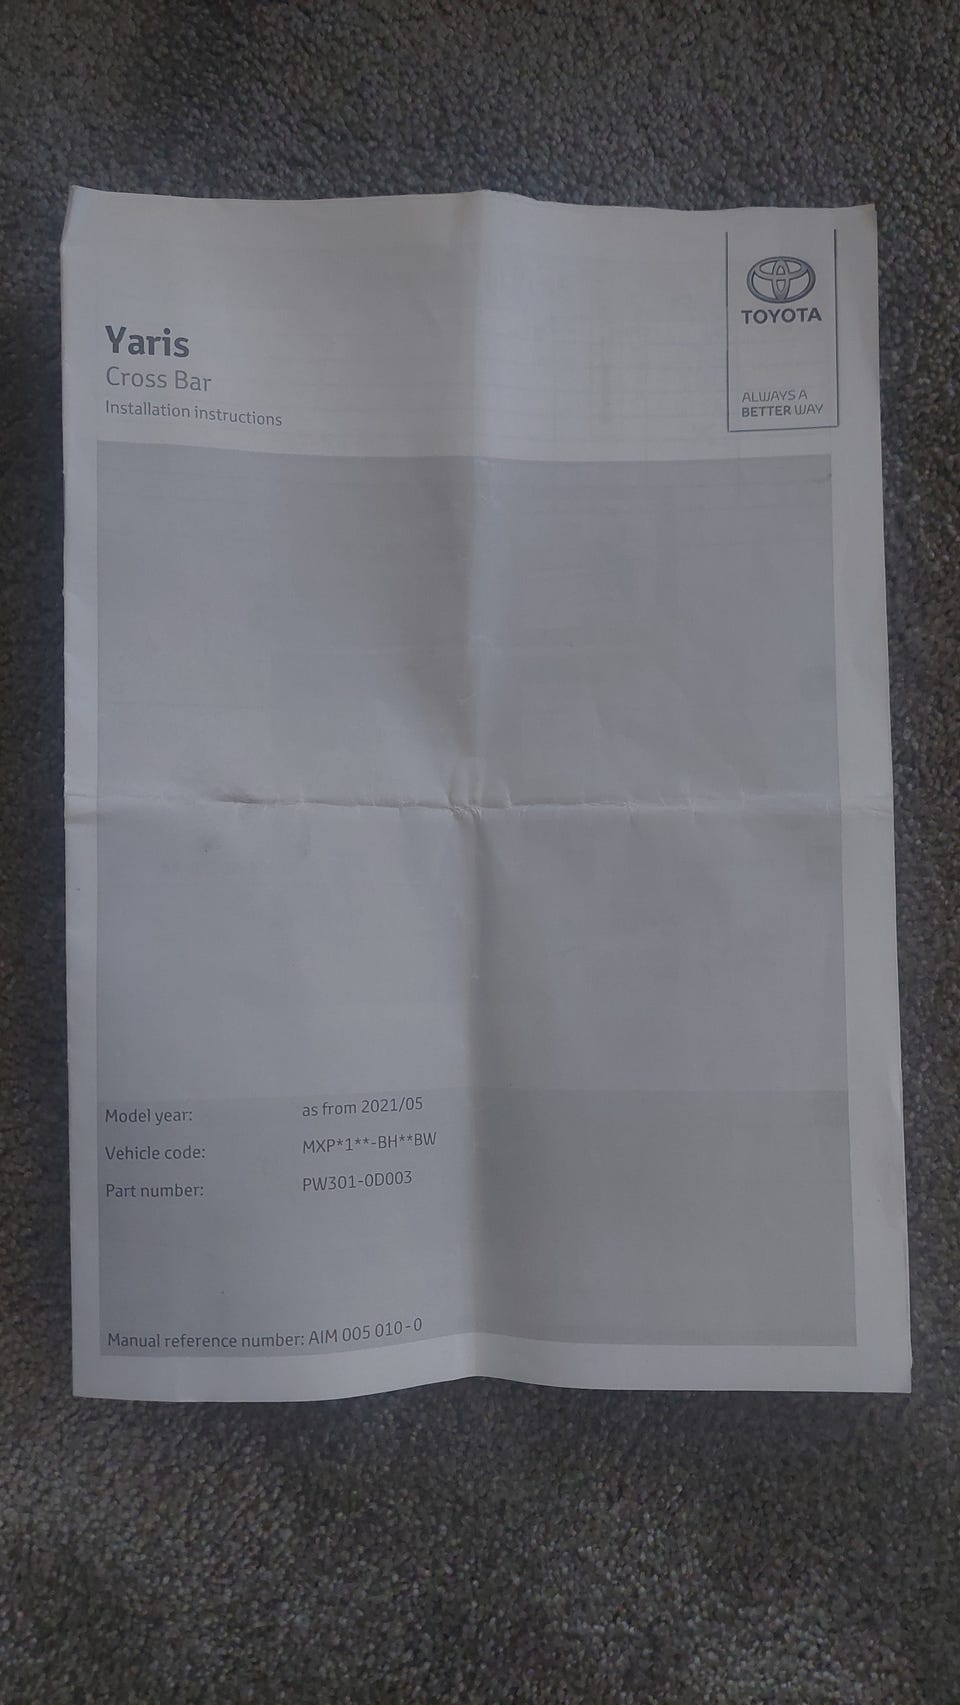 TOYOTA
ALWAYS A
BETTER WAY
Yaris
Cross Bar
Installation instructions
Model year: as from 2021/05
Vehicle code: MXP*1**-BH**BW
Part number: PW301-0D003
Manual reference number: AIM 005 010-0